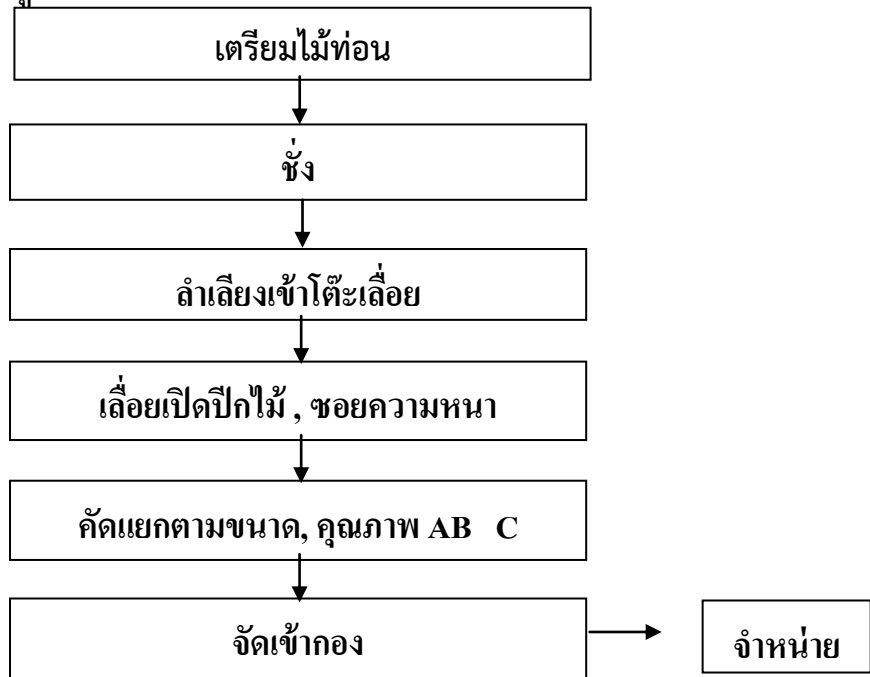 เตรียมไม้ท่อน
ชั่ง
ลำเลียงเข้าโต๊ะเลื่อย
เลื่อยเปิดปีกไม้ , ซอยความหนา
คัดแยกตามขนาด, คุณภาพ AB C
จัดเข้ากอง
จำหน่าย